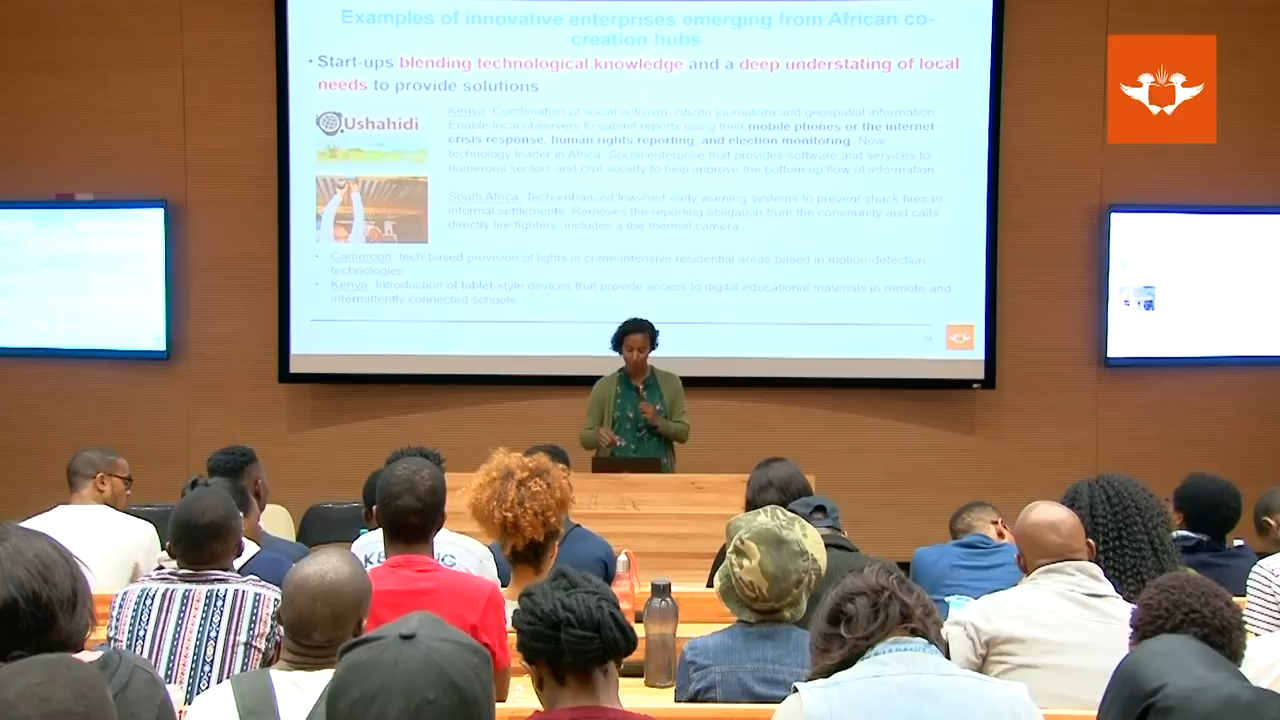 Examples of innovative enterprises emerging from African co-
creation hubs
• Start-ups blending technological knowledge and a deep understating of local
needs to provide solutions
Ushahidi
Kenya: Combination of social activism, citizen journalism and geospatial information.
Enable local observers to submit reports using their mobile phones or the internet -
crisis response, human rights reporting, and election monitoring. Now
technology leader in Africa. Social enterprise that provides software and services to
numerous sectors and civil society to help improve the bottom up flow of information
South Africa: Tech-enhanced low-cost early warning systems to prevent shack fires in
informal settlements. Removes the reporting obligation from the community and calls
directly fire fighters, includes a the thermal camera
• Cameroon: tech-based provision of lights in crime-intensive residential areas based in motion-detection
technologies
• Kenya: Introduction of tablet-style devices that provide access to digital educational materials in remote and
intermittently connected schools